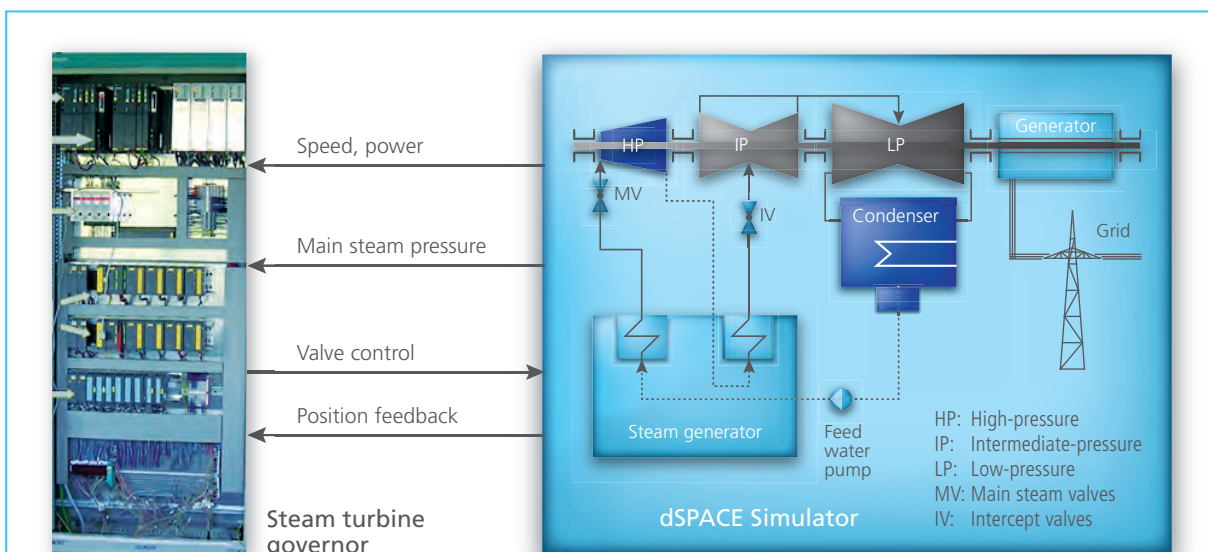 Speed, power
Main steam pressure
Valve control
Position feedback
Steam turbine
governor
HP
IP
LP
Generator
MV
IV
Condenser
Grid
Steam generator
Feed
water
pump
HP: High-pressure
IP: Intermediate-pressure
LP: Low-pressure
MV: Main steam valves
IV: Intercept valves
dSPACE Simulator